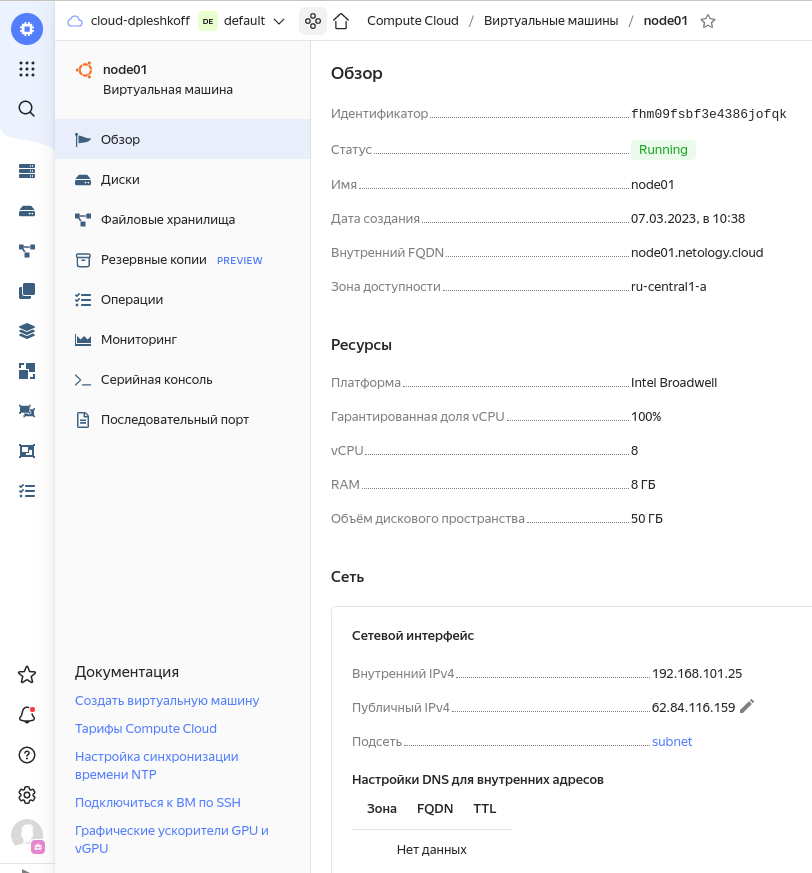 cloud-dpleshkoff DE default Compute Cloud / Виртуальные машины / node01
node01
Виртуальная машина
Обзор
Диски
Файловые хранилища
Резервные копии PREVIEW
Операции
Мониторинг
Серийная консоль
Последовательный порт
Документация
Создать виртуальную машину
Тарифы Compute Cloud
Настройка синхронизации
времени NTP
Подключиться к ВМ по SSH
Графические ускорители GPU и
vGPU
Обзор
Идентификатор fhm09fsbf3e4386jofqk
Статус Running
Имя node01
Дата создания 07.03.2023, в 10:38
Внутренний FQDN node01.netology.cloud
Зона доступности ru-central1-a
Ресурсы
Платформа Intel Broadwell
Гарантированная доля vCPU 100%
vCPU 8
RAM 8 ГБ
Объём дискового пространства 50 ГБ
Сеть
Сетевой интерфейс
Внутренний IPv4 192.168.101.25
Публичный IPv4 62.84.116.159
Подсеть subnet
Настройки DNS для внутренних адресов
Зона FQDN TTL
Нет данных